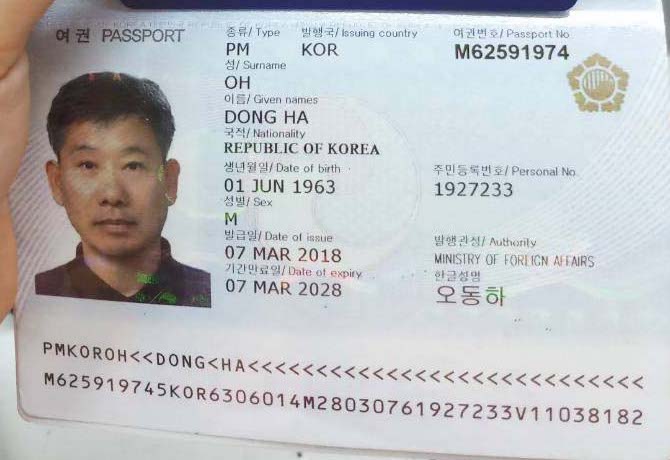 여권 PASSPORT
종류/ Type 발행국/ Issuing country 여권번호/ Passport No
PM KOR M62591974
성/ Surname
OH
이름/ Given names
DONG HA
국적/ Nationality
REPUBLIC OF KOREA
생년월일/ Date of birth 주민등록번호/ Personal No.
01 JUN 1963 1927233
성별/ Sex
M
발급일/ Date of issue 발행관청/ Authority
07 MAR 2018 MINISTRY OF FOREIGN AFFAIRS
기간만료일/ Date of expiry 한글성명
07 MAR 2028 오동하
PMKOROH<<DONG<HA<<<<<<<<<<<<<<<<<<<<<<<<<<<<
M625919745KOR6306014M28030761927233V11038182